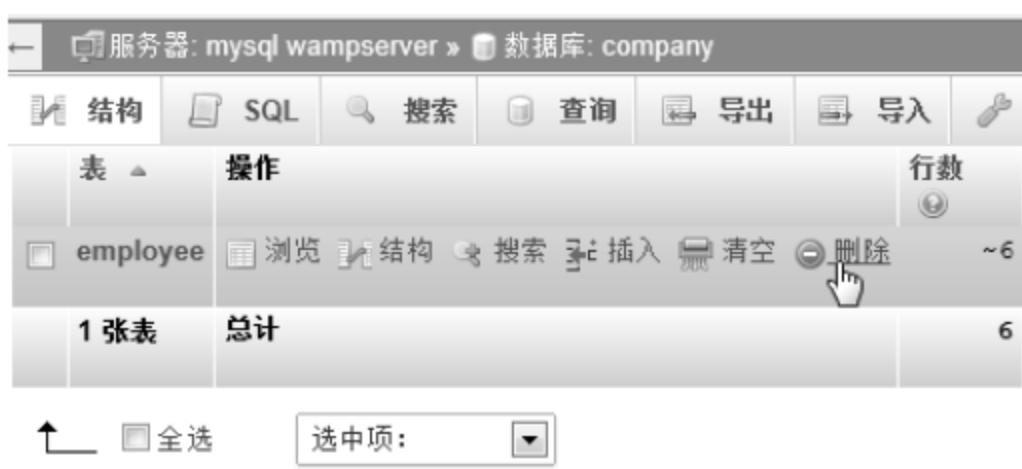 ← 服务器: mysql wampserver » 数据库: company
结构 SQL 搜索 查询 导出 导入
表 操作 行数
employee 浏览 结构 搜索 插入 清空 删除 ~6
1 张表 总计 6
全选 选中项：